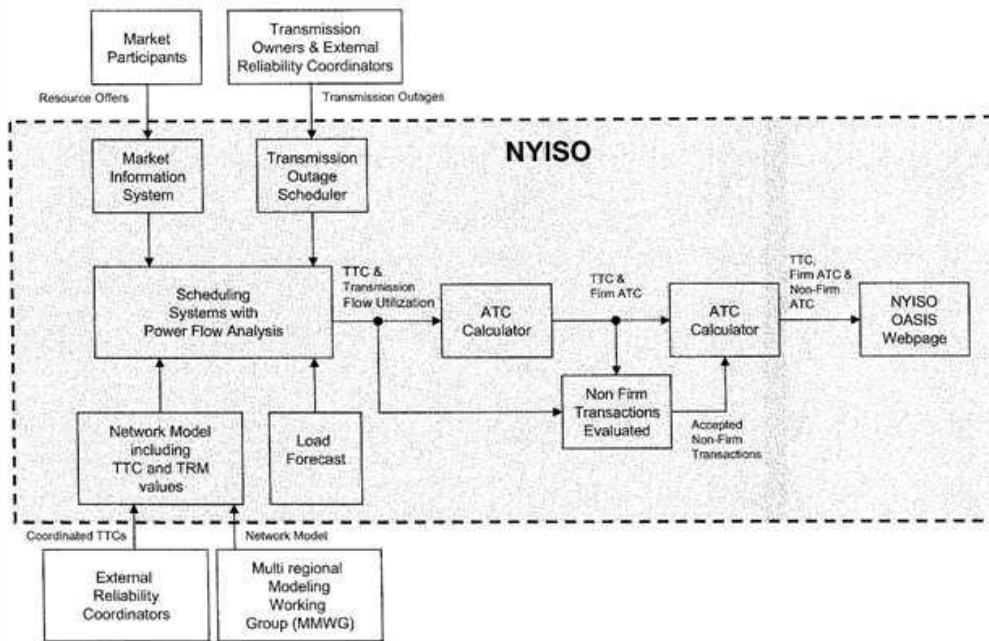 Market
Participants
Transmission
Owners & External
Reliability Coordinators
Resource Offers
Transmission Outages
NYISO
Market
Information
System
Transmission
Outage
Scheduler
Scheduling
Systems with
Power Flow Analysis
TTC &
Transmission
Flow Utilization
ATC
Calculator
TTC &
Firm ATC
ATC
Calculator
TTC,
Firm ATC &
Non-Firm
ATC
NYISO
OASIS
Webpage
Network Model
including
TTC and TRM
values
Load
Forecast
Non Firm
Transactions
Evaluated
Accepted
Non-Firm
Transactions
Coordinated TTCs
Network Model
External
Reliability
Coordinators
Multi regional
Modeling
Working
Group (MMWG)